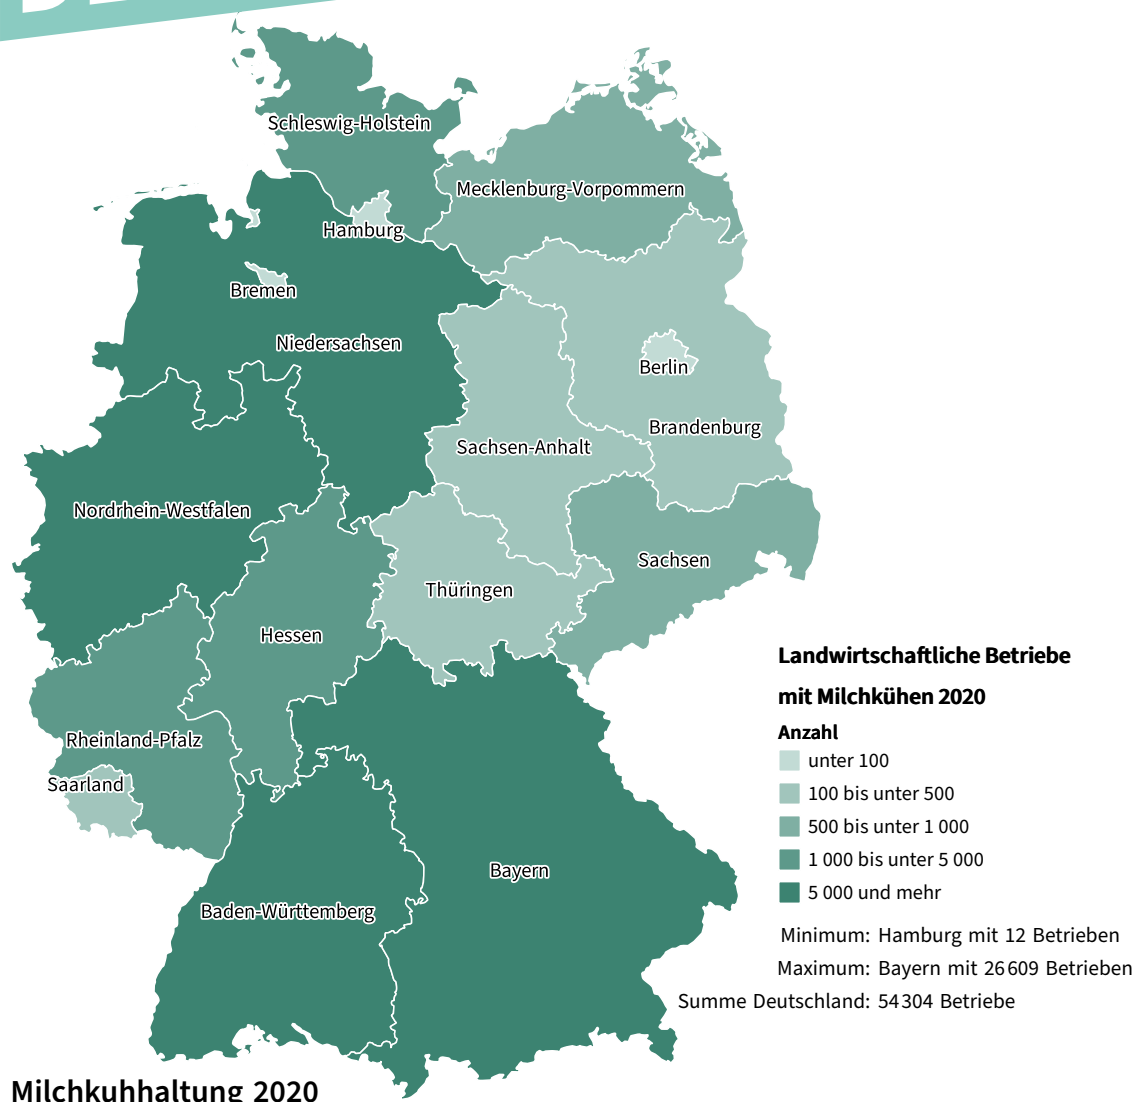 Schleswig-Holstein
Mecklenburg-Vorpommern
Hamburg
Bremen
Niedersachsen
Berlin
Brandenburg
Sachsen-Anhalt
Nordrhein-Westfalen
Sachsen
Thüringen
Hessen
Landwirtschaftliche Betriebe
mit Milchkühen 2020
Anzahl
unter 100
100 bis unter 500
500 bis unter 1 000
1 000 bis unter 5 000
5 000 und mehr
Rheinland-Pfalz
Saarland
Bayern
Baden-Württemberg
Minimum: Hamburg mit 12 Betrieben
Maximum: Bayern mit 26 609 Betrieben
Summe Deutschland: 54 304 Betriebe
Milchkuhhaltung 2020